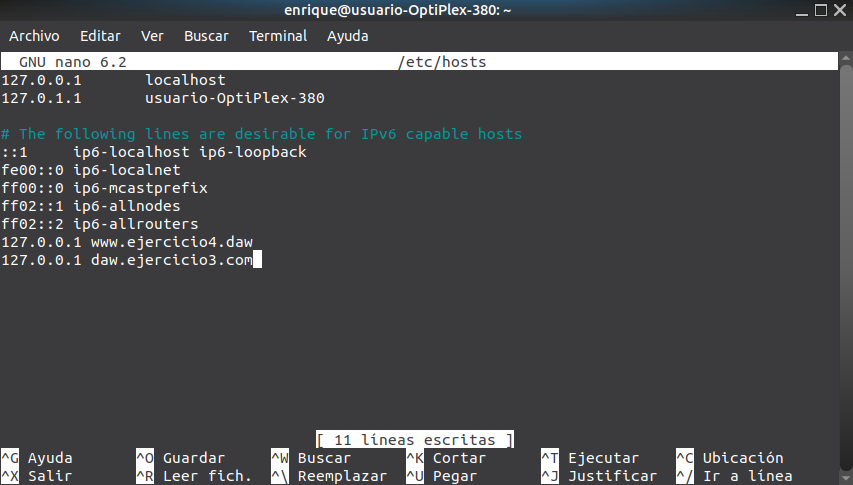 enrique@usuario-OptiPlex-380: ~
Archivo Editar Ver Buscar Terminal Ayuda
GNU nano 6.2 /etc/hosts
127.0.0.1 localhost
127.0.1.1 usuario-OptiPlex-380
# The following lines are desirable for IPv6 capable hosts
::1 ip6-localhost ip6-loopback
fe00::0 ip6-localnet
ff00::0 ip6-mcastprefix
ff02::1 ip6-allnodes
ff02::2 ip6-allrouters
127.0.0.1 www.ejercicio4.daw
127.0.0.1 daw.ejercicio3.com
[ 11 líneas escritas ]
^G Ayuda ^O Guardar ^W Buscar ^K Cortar ^T Ejecutar ^C Ubicación
^X Salir ^R Leer fich. ^\ Reemplazar ^U Pegar ^J Justificar ^/ Ir a línea